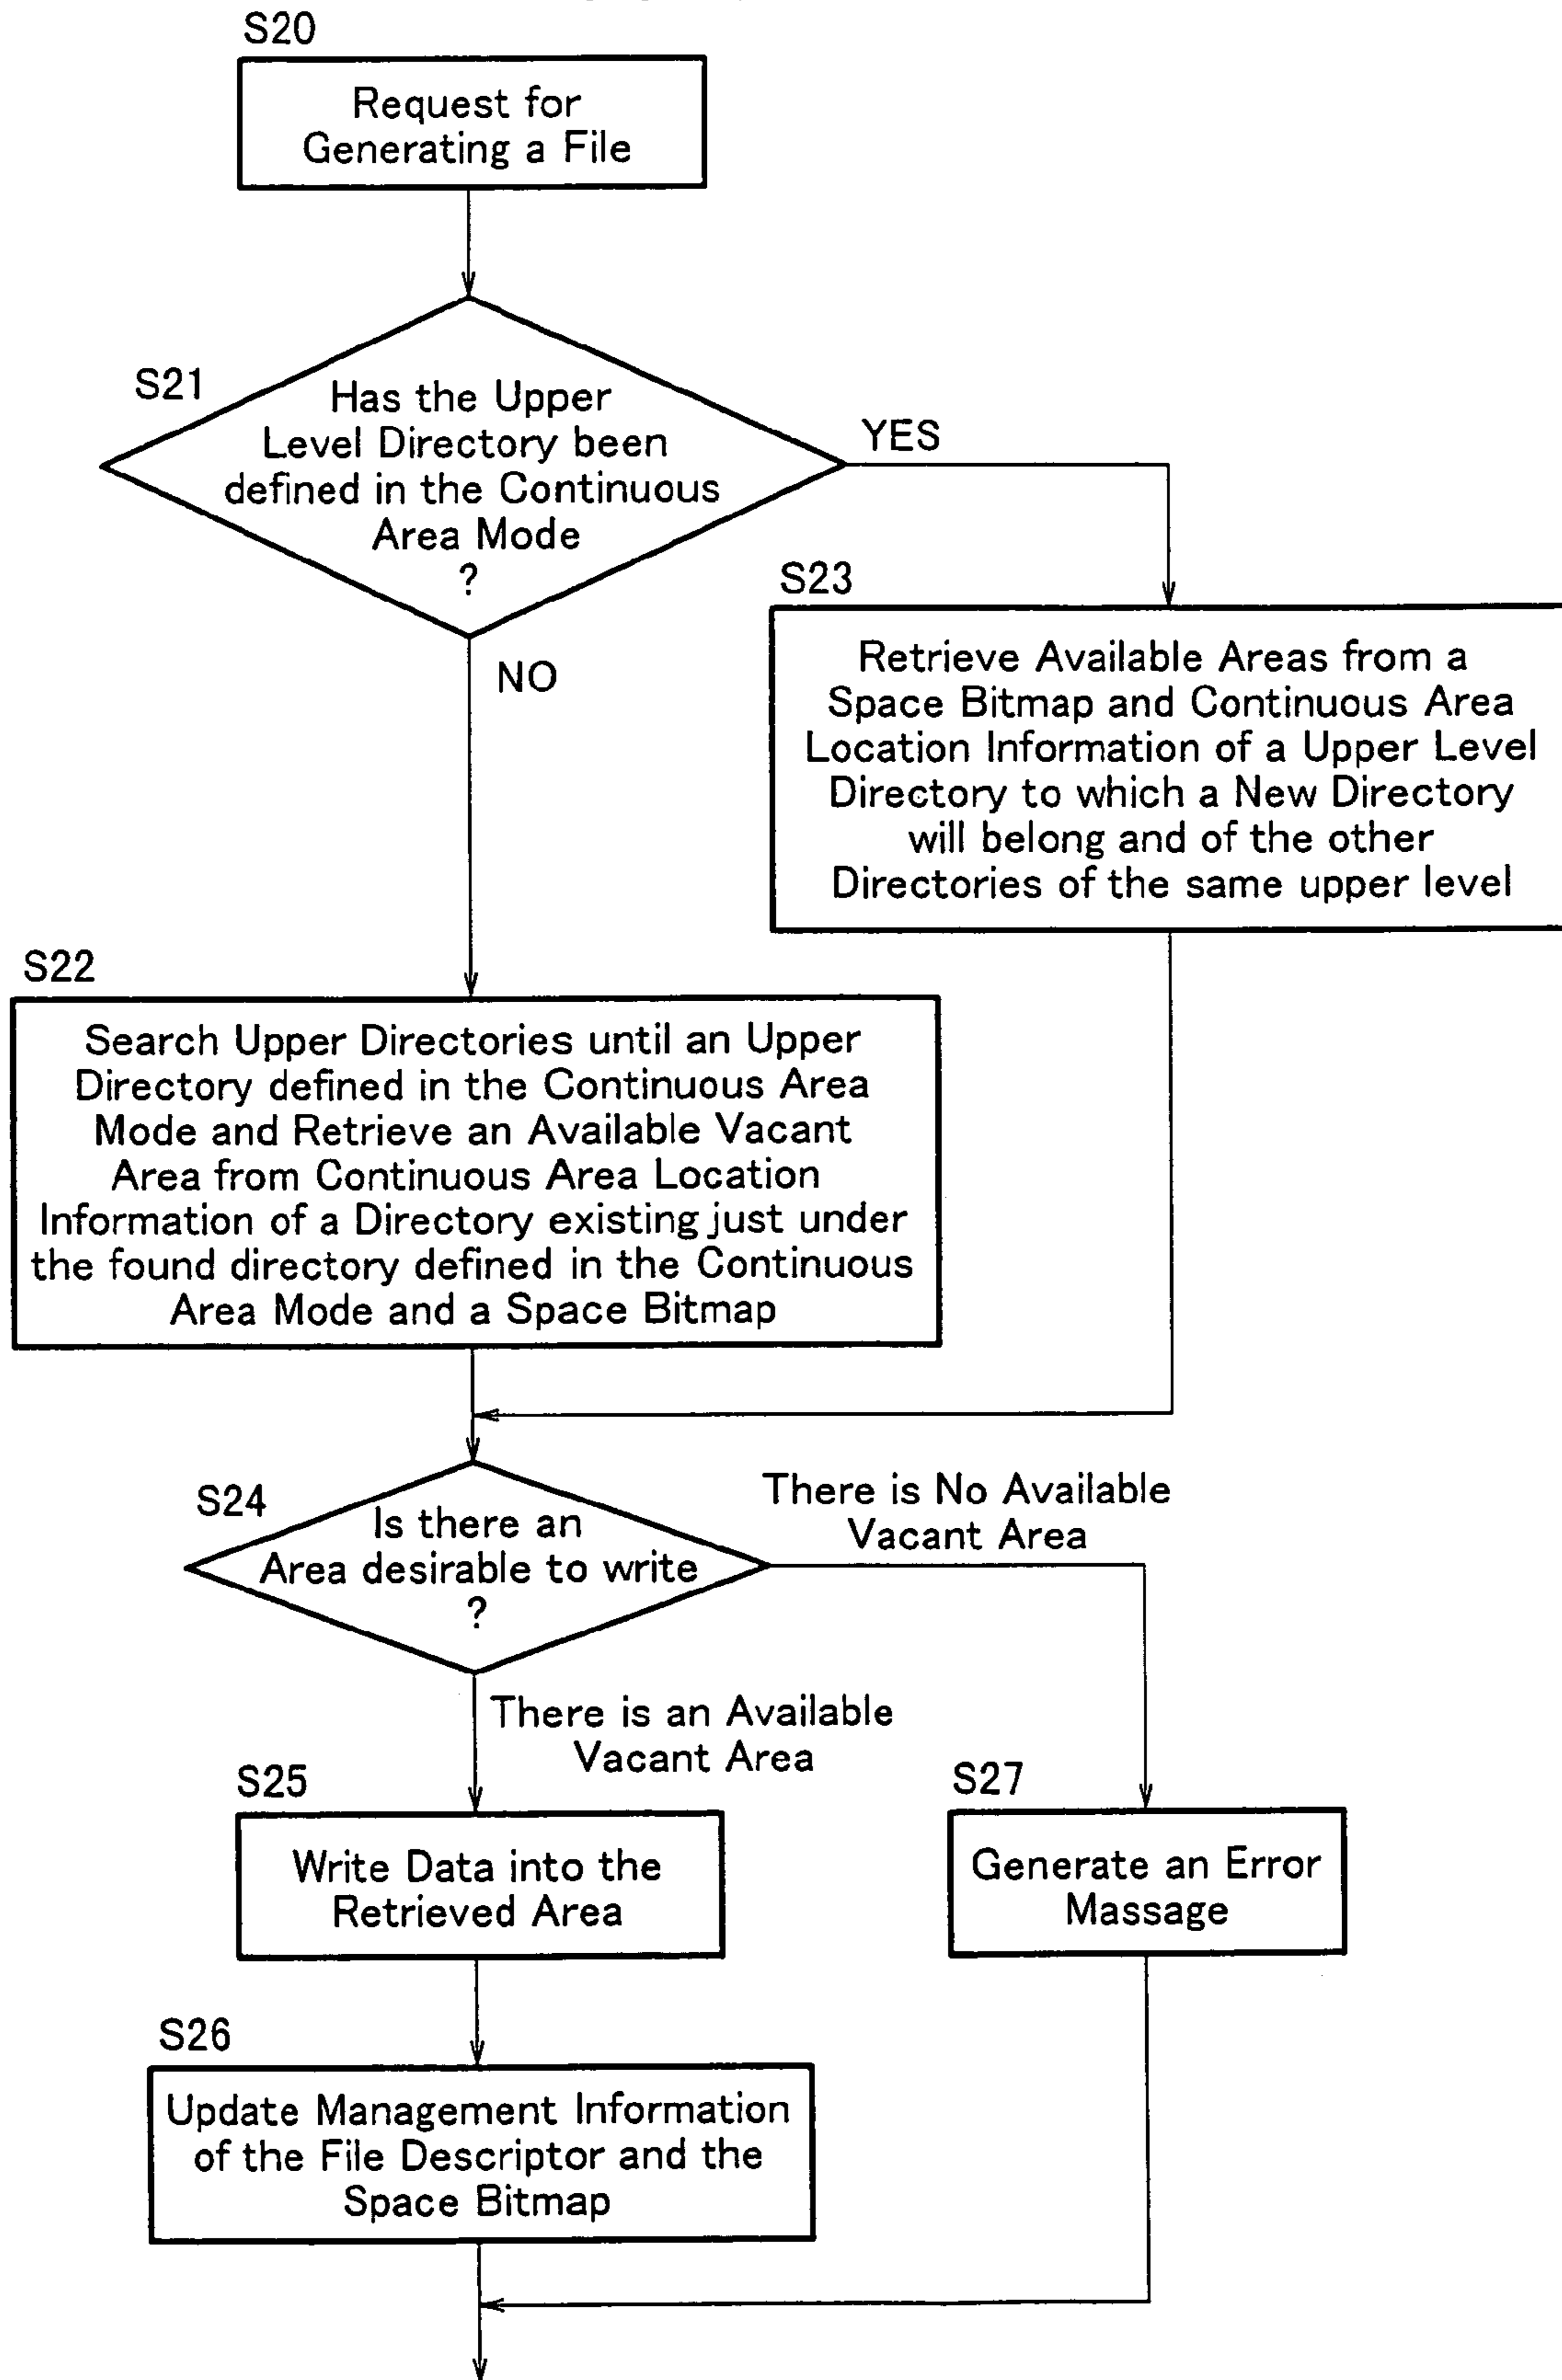 S20
Request for
Generating a File
S21
Has the Upper
Level Directory been
defined in the Continuous
Area Mode
?
YES
NO
S23
Retrieve Available Areas from a
Space Bitmap and Continuous Area
Location Information of a Upper Level
Directory to which a New Directory
will belong and of the other
Directories of the same upper level
S22
Search Upper Directories until an Upper
Directory defined in the Continuous Area
Mode and Retrieve an Available Vacant
Area from Continuous Area Location
Information of a Directory existing just under
the found directory defined in the Continuous
Area Mode and a Space Bitmap
S24
Is there an
Area desirable to write
?
There is No Available
Vacant Area
There is an Available
Vacant Area
S25
Write Data into the
Retrieved Area
S27
Generate an Error
Massage
S26
Update Management Information
of the File Descriptor and the
Space Bitmap